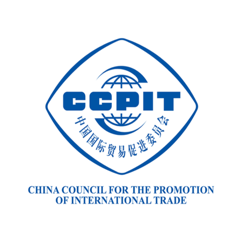 CCPIT
中国国际贸易促进委员会
CHINA COUNCIL FOR THE PROMOTION
OF INTERNATIONAL TRADE